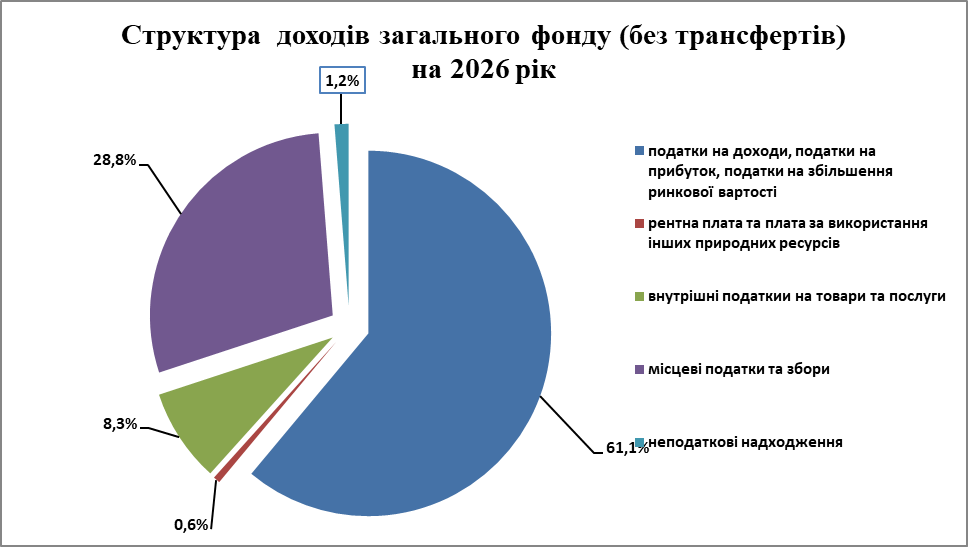 Структура доходів загального фонду (без трансфертів)
на 2026 рік
1,2%
28,8%
8,3%
0,6%
61,1%
податки на доходи, податки на
прибуток, податки на збільшення
ринкової вартості
рентна плата та плата за використання
інших природних ресурсів
внутрішні податкии на товари та послуги
місцеві податки та збори
неподаткові надходження